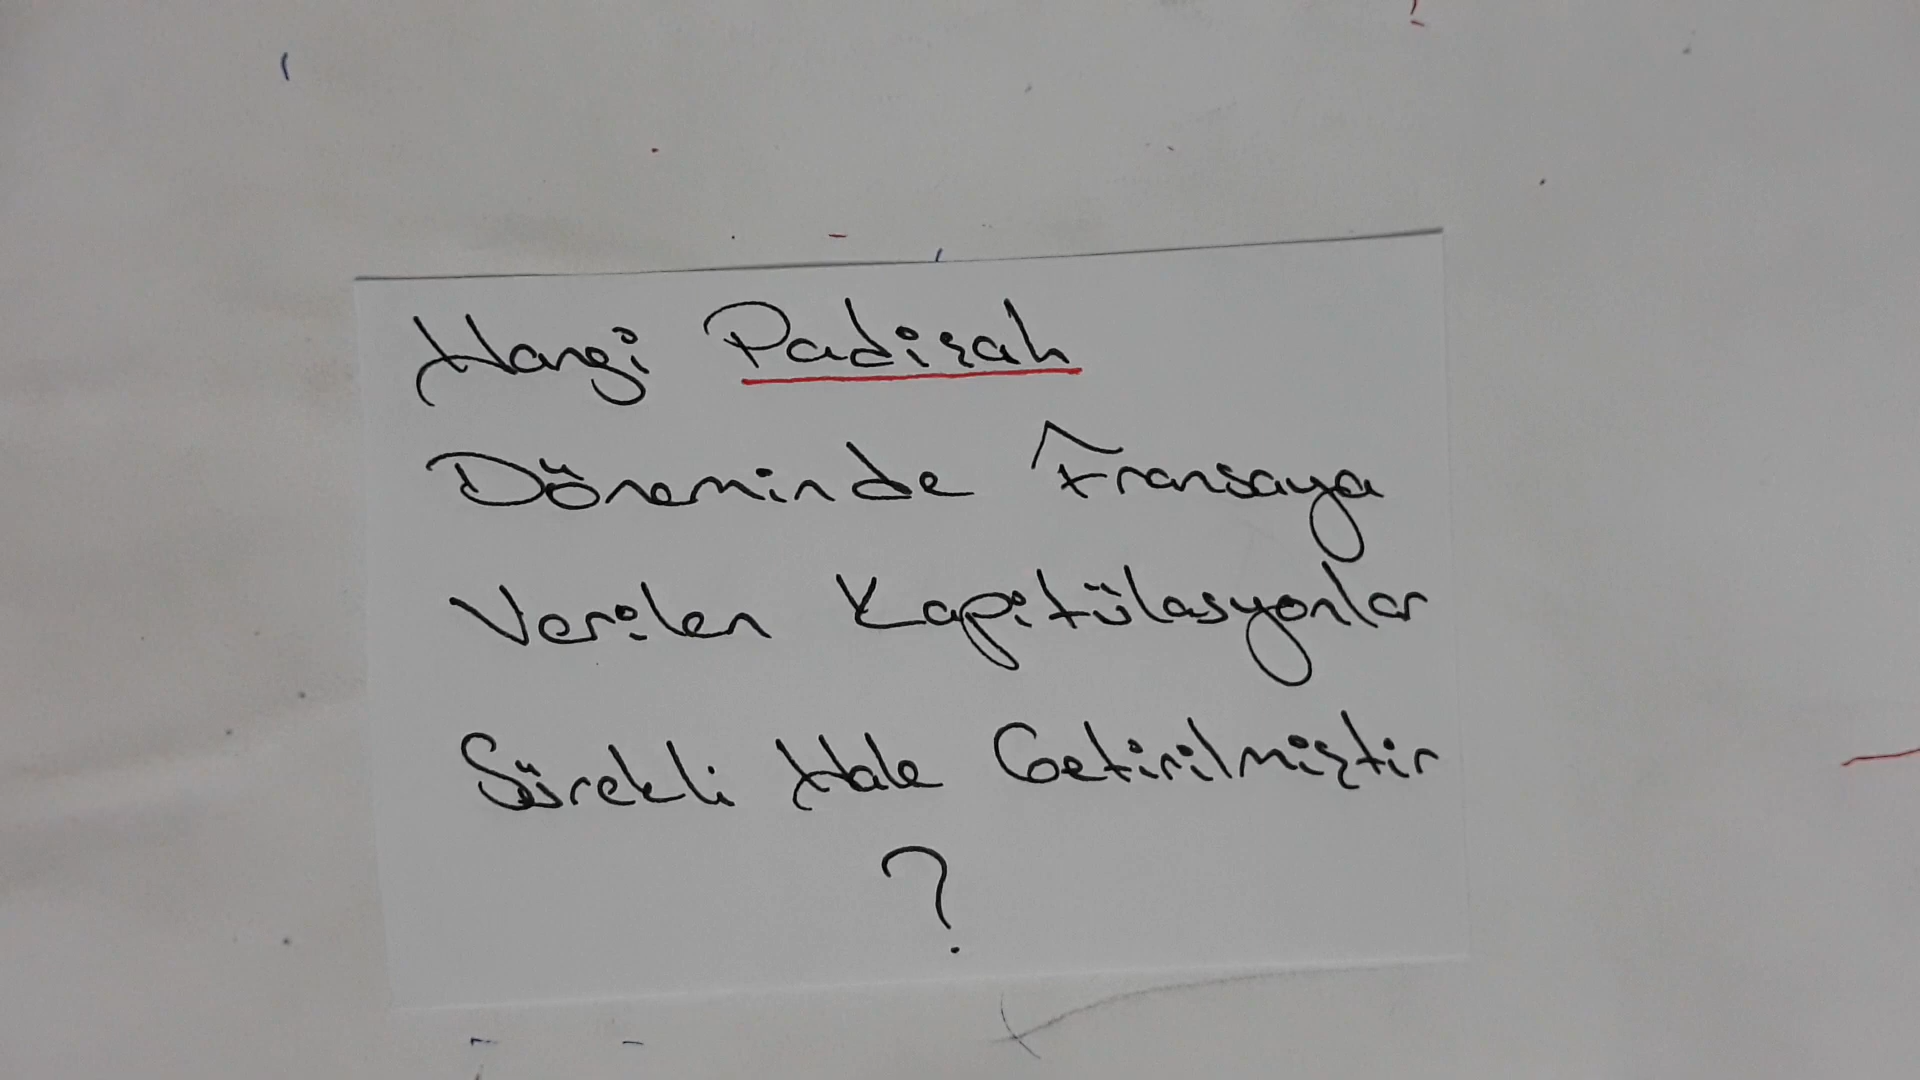 Hangi Padişah
Döneminde Fransaya
Verilen Kapitülasyonlar
Sürekli Hale Getirilmiştir
?